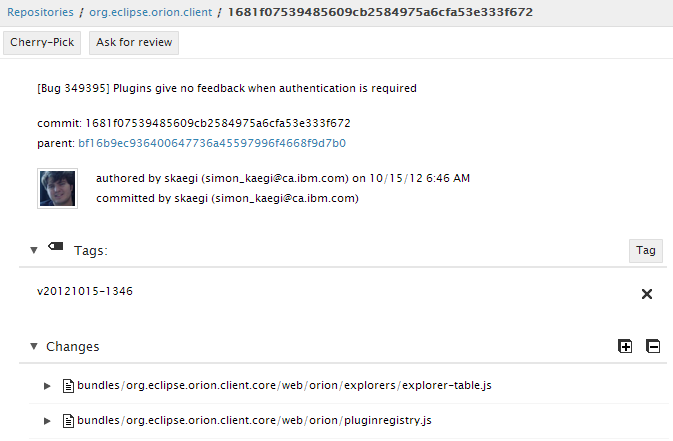 Repositories / org.eclipse.orion.client / 1681f07539485609cb2584975a6cfa53e333f672
Cherry-Pick Ask for review
[Bug 349395] Plugins give no feedback when authentication is required
commit: 1681f07539485609cb2584975a6cfa53e333f672
parent: bf16b9ec936400647736a45597996f4668f9d7b0
authored by skaegi (simon_kaegi@ca.ibm.com) on 10/15/12 6:46 AM
committed by skaegi (simon_kaegi@ca.ibm.com)
Tags: Tag
v20121015-1346
Changes
bundles/org.eclipse.orion.client.core/web/orion/explorers/explorer-table.js
bundles/org.eclipse.orion.client.core/web/orion/pluginregistry.js